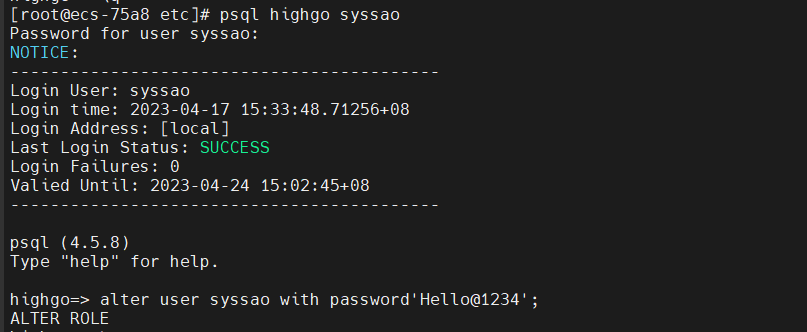 [root@ecs-75a8 etc]# psql highgo syssao
Password for user syssao:
NOTICE:
-------------------------------------------
Login User: syssao
Login time: 2023-04-17 15:33:48.71256+08
Login Address: [local]
Last Login Status: SUCCESS
Login Failures: 0
Valied Until: 2023-04-24 15:02:45+08
-------------------------------------------
psql (4.5.8)
Type "help" for help.
highgo=> alter user syssao with password'Hello@1234';
ALTER ROLE